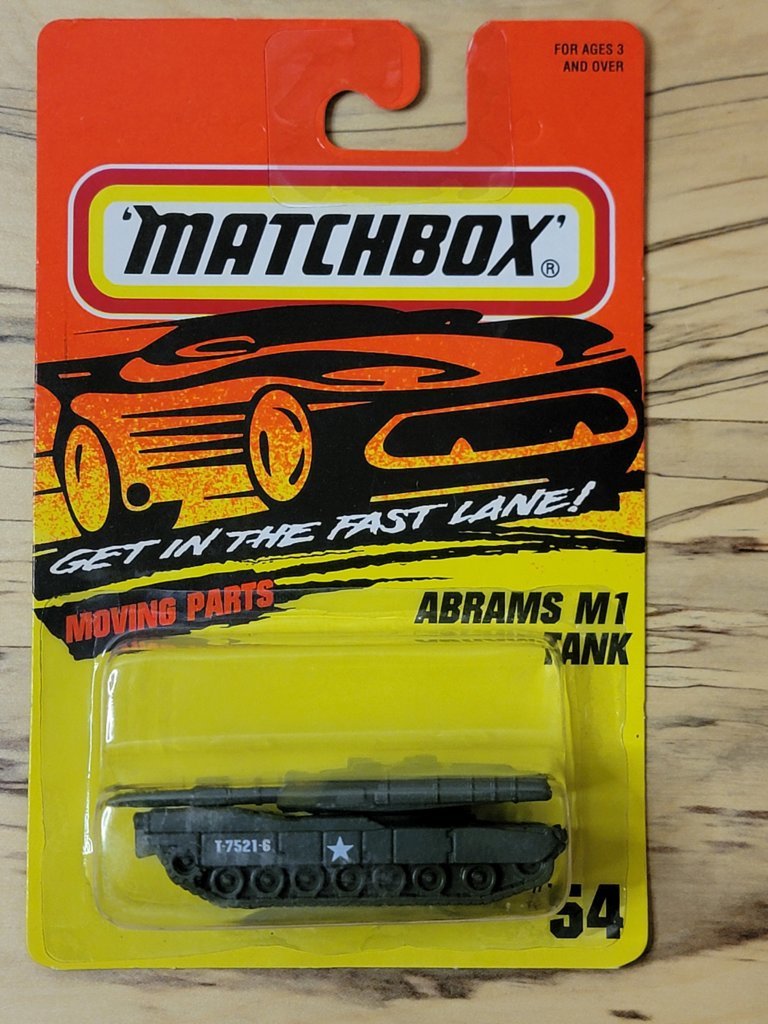 FOR AGES 3
AND OVER
'MATCHBOX'®
GET IN THE FAST LANE!
MOVING PARTS
ABRAMS M1
TANK
T-7521-6
54